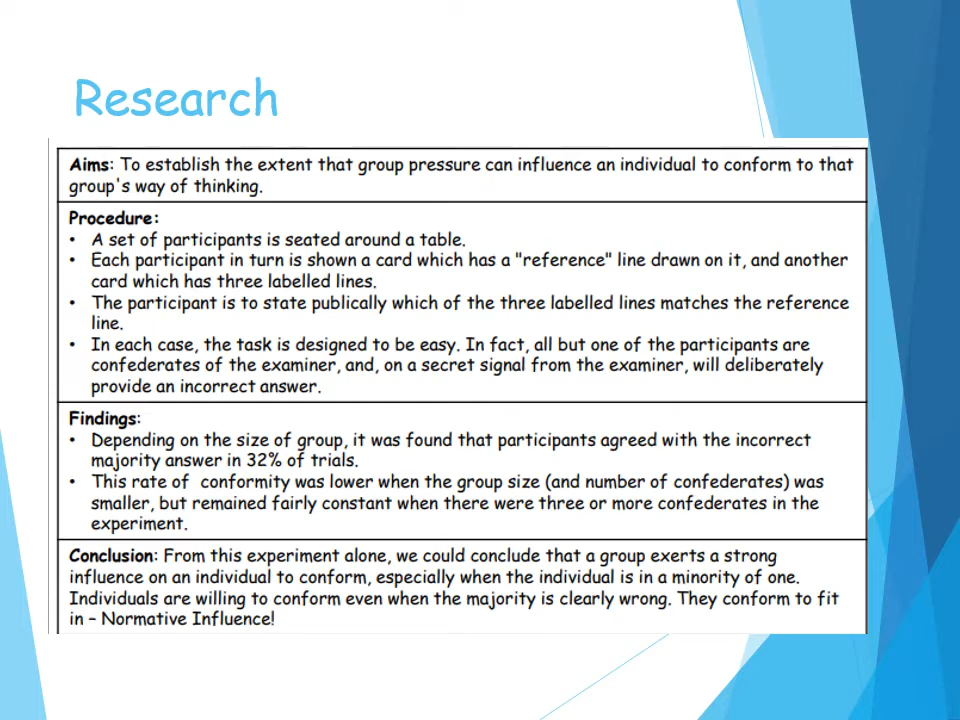 Research
Aims: To establish the extent that group pressure can influence an individual to conform to that
group's way of thinking.
Procedure:
• A set of participants is seated around a table.
• Each participant in turn is shown a card which has a "reference" line drawn on it, and another
card which has three labelled lines.
• The participant is to state publically which of the three labelled lines matches the reference
line.
• In each case, the task is designed to be easy. In fact, all but one of the participants are
confederates of the examiner, and, on a secret signal from the examiner, will deliberately
provide an incorrect answer.
Findings:
• Depending on the size of group, it was found that participants agreed with the incorrect
majority answer in 32% of trials.
• This rate of conformity was lower when the group size (and number of confederates) was
smaller, but remained fairly constant when there were three or more confederates in the
experiment.
Conclusion: From this experiment alone, we could conclude that a group exerts a strong
influence on an individual to conform, especially when the individual is in a minority of one.
Individuals are willing to conform even when the majority is clearly wrong. They conform to fit
in – Normative Influence!